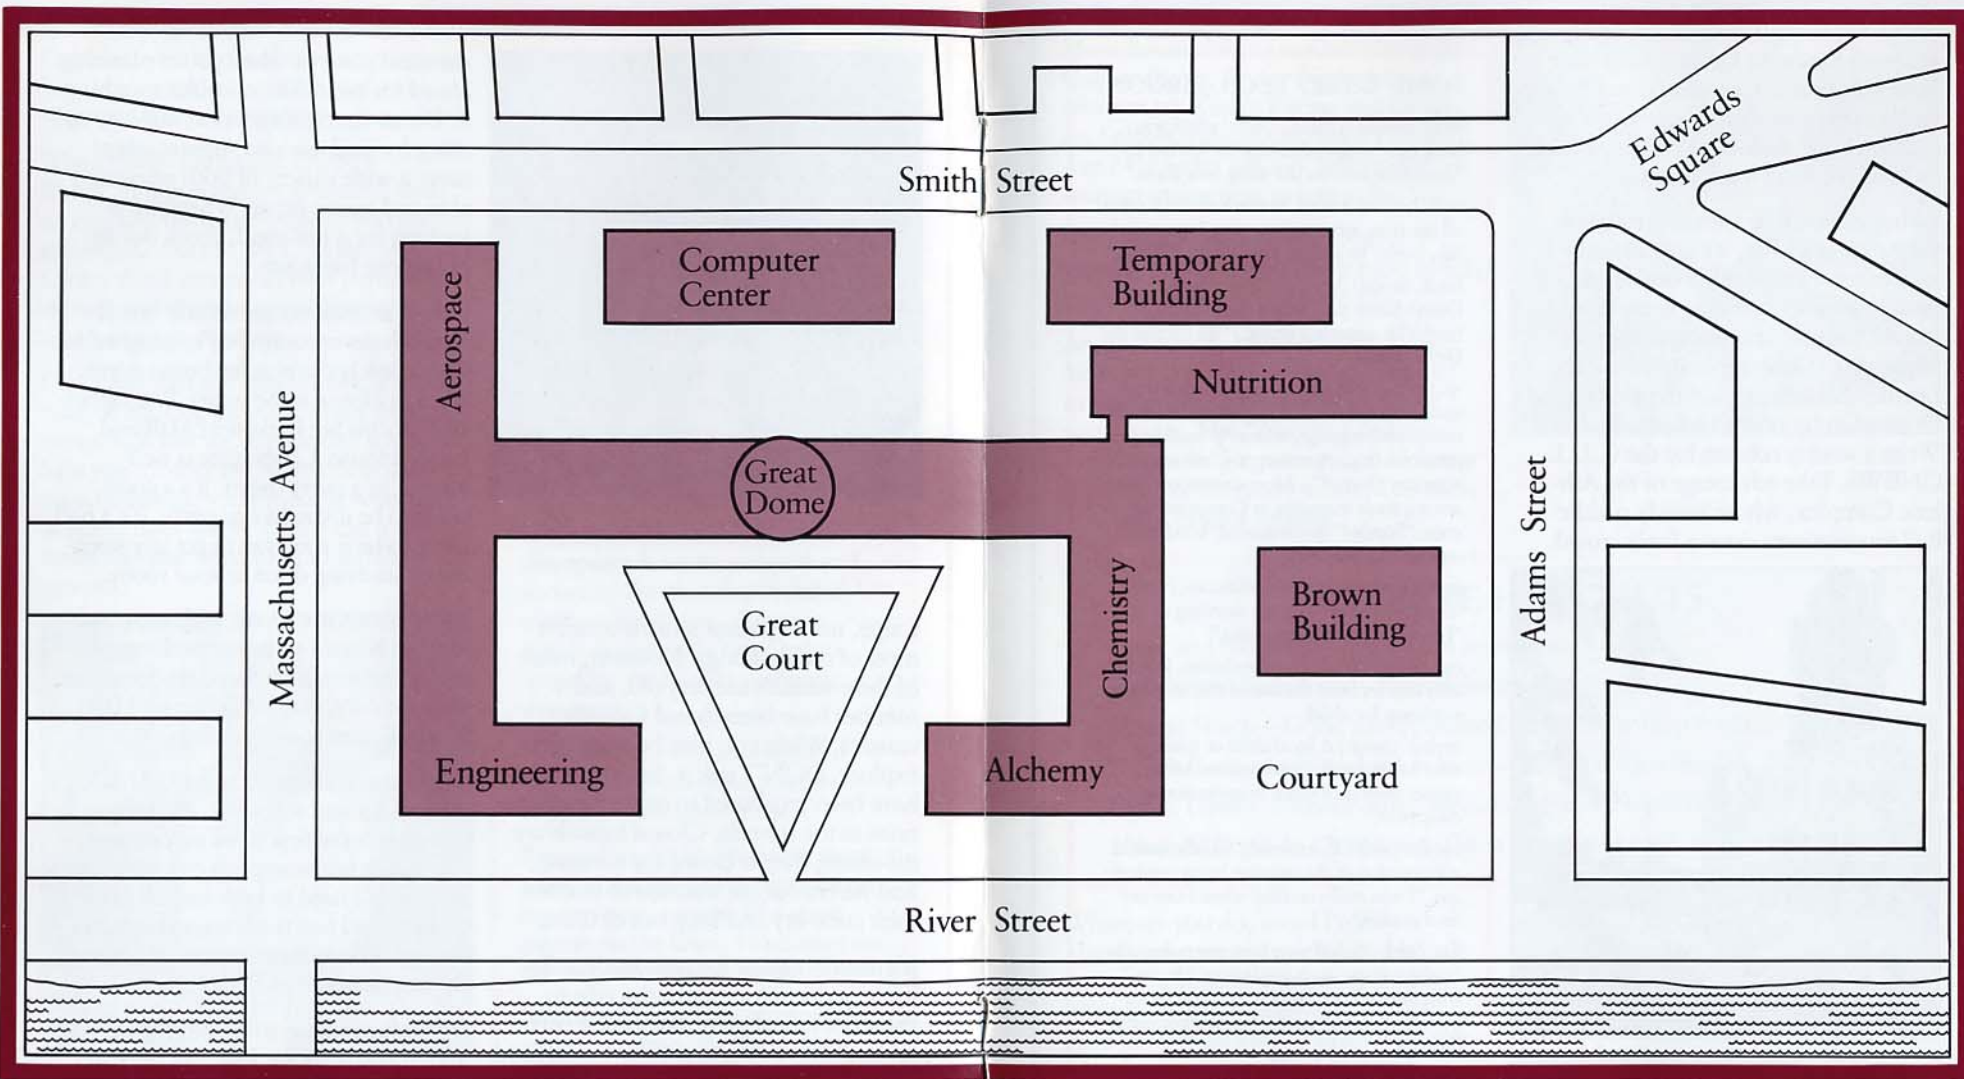 Edwards
Square
Smith Street
Computer
Center
Temporary
Building
Aerospace
Nutrition
Massachusetts Avenue
Great
Dome
Adams Street
Great
Court
Chemistry
Brown
Building
Engineering
Alchemy
Courtyard
River Street